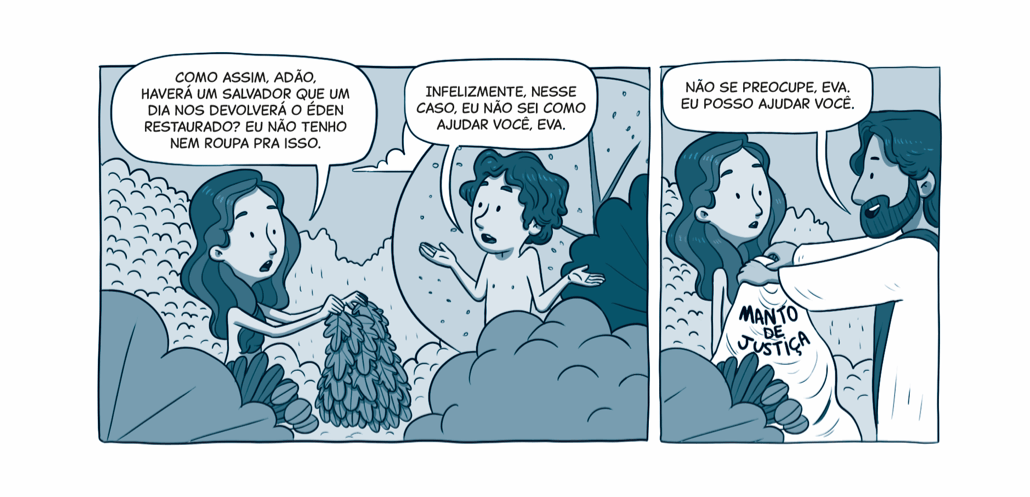 COMO ASSIM, ADÃO,
HAVERÁ UM SALVADOR QUE UM
DIA NOS DEVOLVERÁ O ÉDEN
RESTAURADO? EU NÃO TENHO
NEM ROUPA PRA ISSO.
INFELIZMENTE, NESSE
CASO, EU NÃO SEI COMO
AJUDAR VOCÊ, EVA.
NÃO SE PREOCUPE, EVA.
EU POSSO AJUDAR VOCÊ.
MANTO
DE
JUSTIÇA